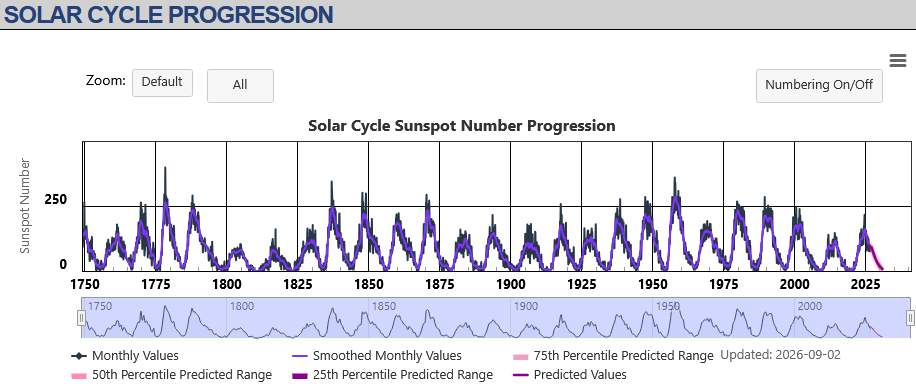 SOLAR CYCLE PROGRESSION
Zoom: Default All Numbering On/Off
Solar Cycle Sunspot Number Progression
Sunspot Number
250
0
1750 1775 1800 1825 1850 1875 1900 1925 1950 1975 2000 2025
1750 1800 1850 1900 1950 2000
Monthly Values Smoothed Monthly Values 75th Percentile Predicted Range Updated: 2026-09-02
50th Percentile Predicted Range 25th Percentile Predicted Range Predicted Values